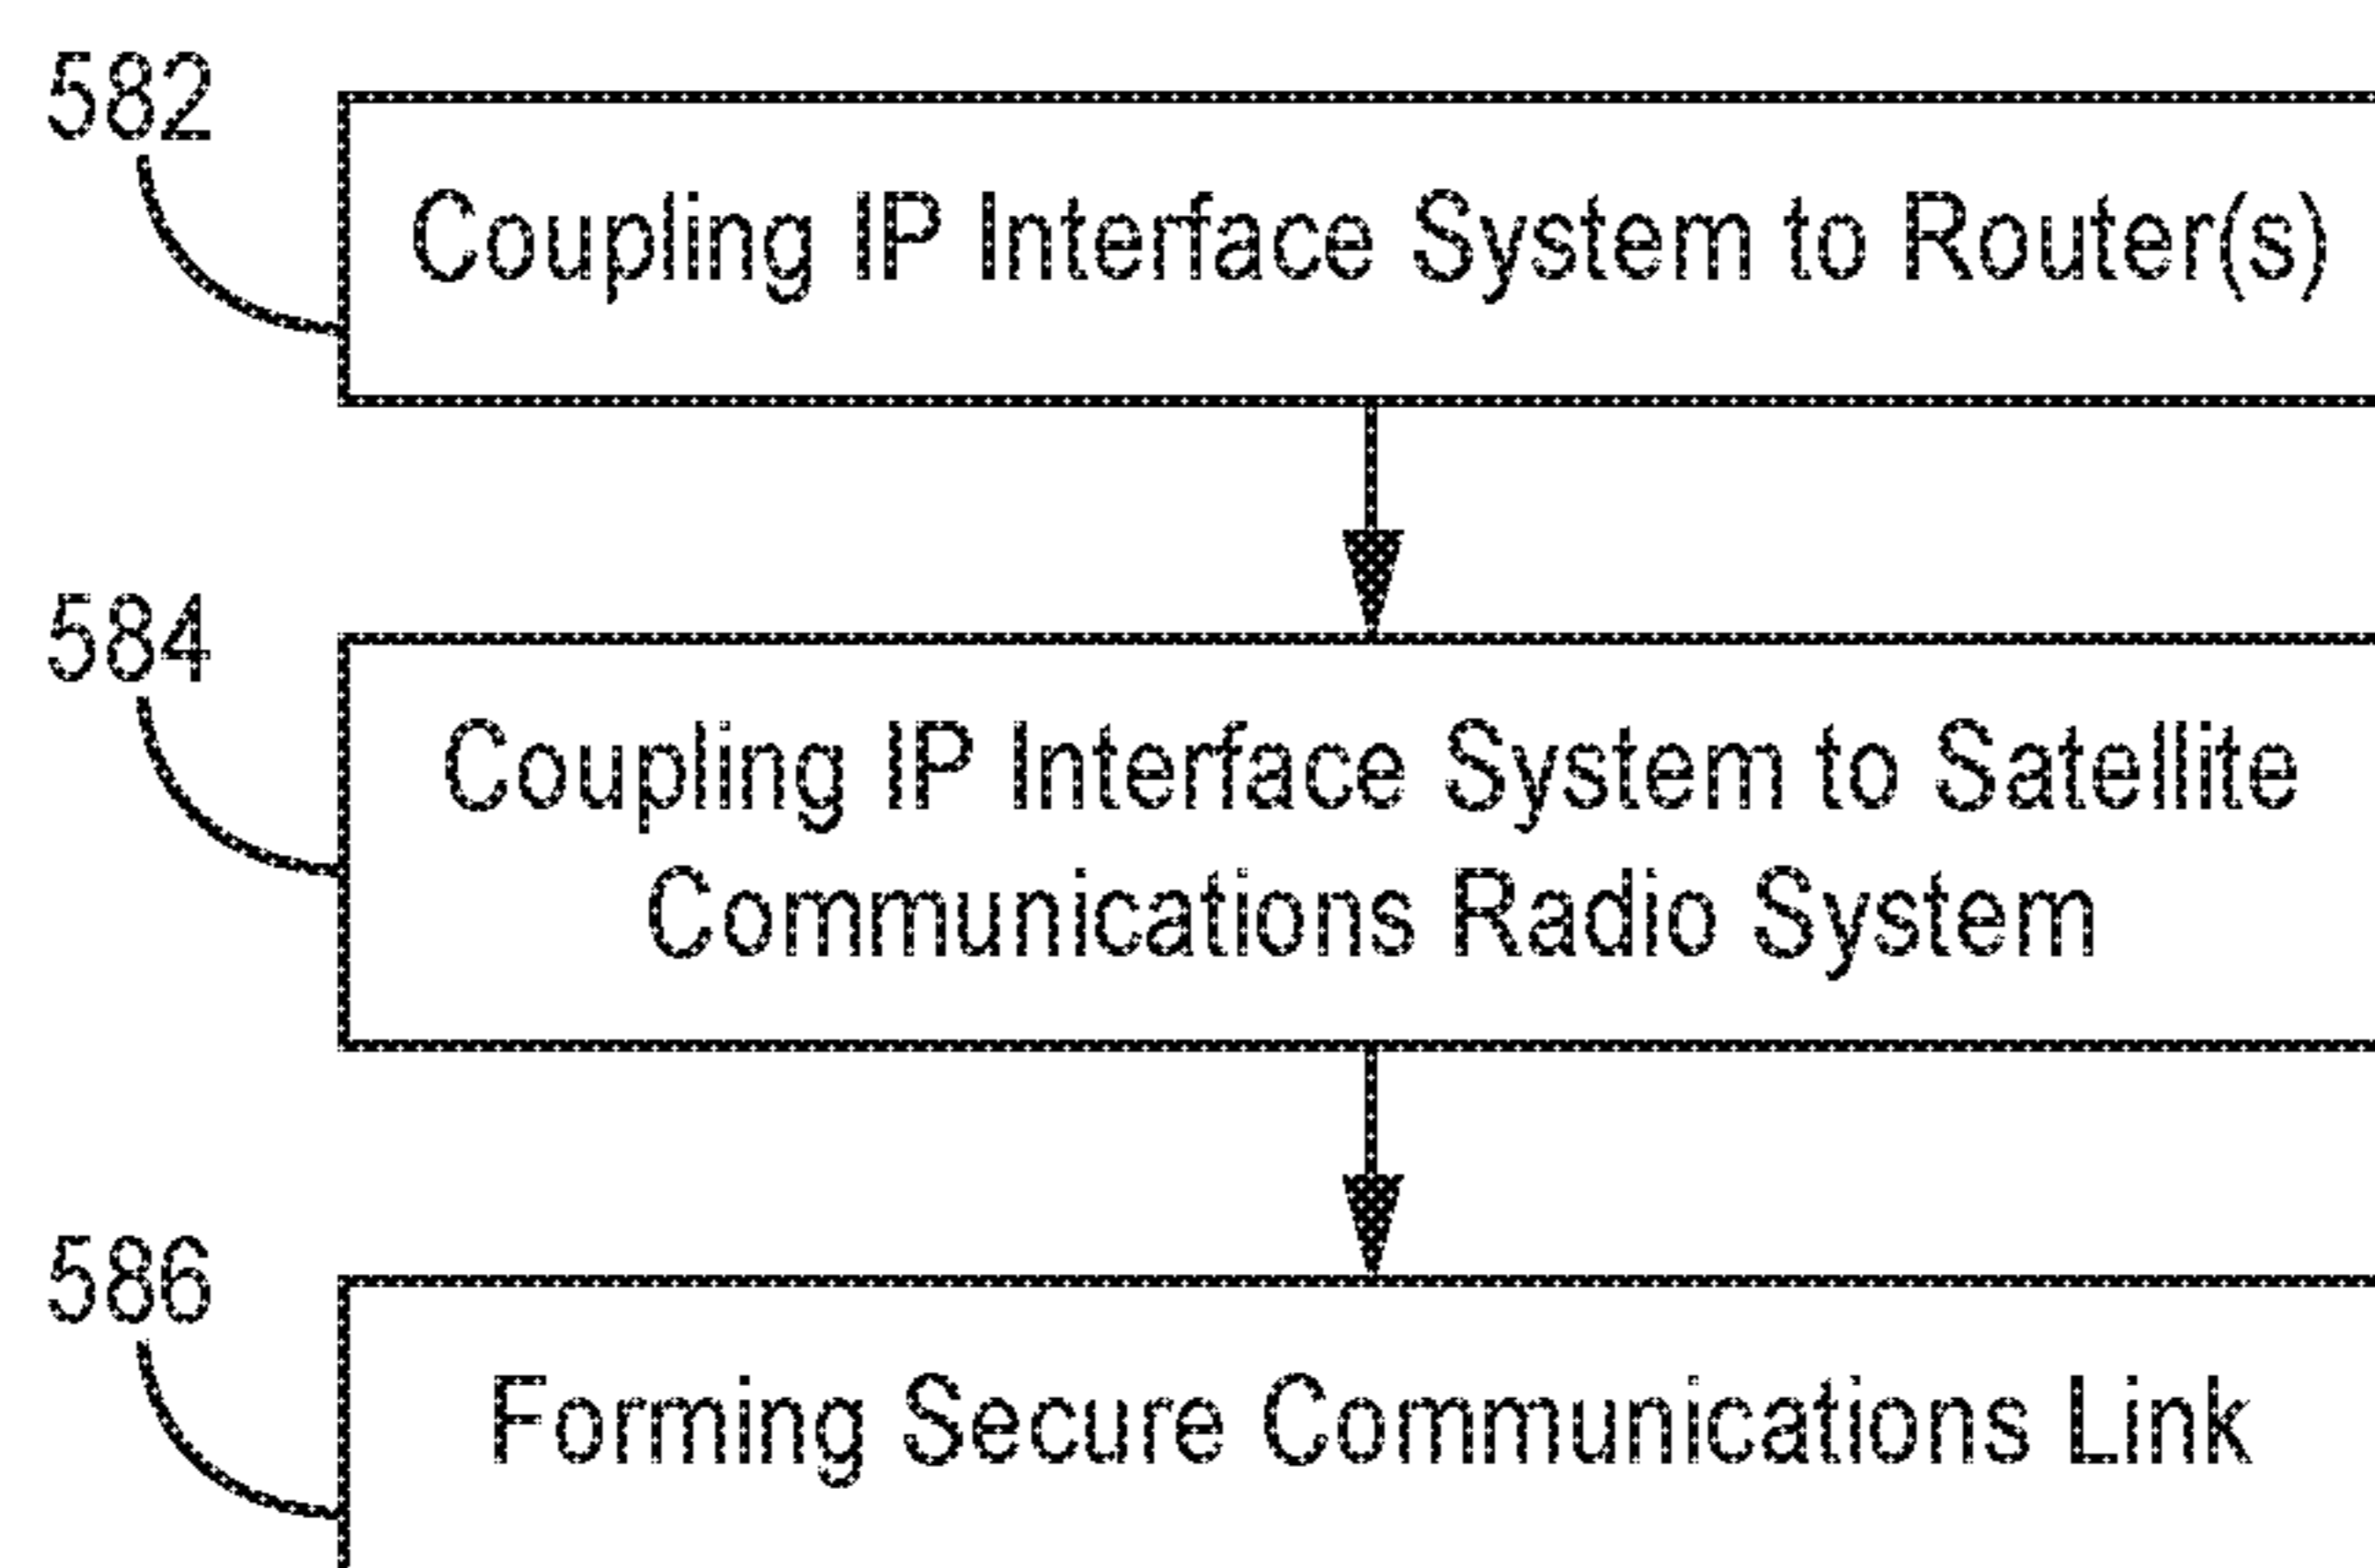 582
Coupling IP Interface System to Router(s)
584
Coupling IP Interface System to Satellite
Communications Radio System
586
Forming Secure Communications Link